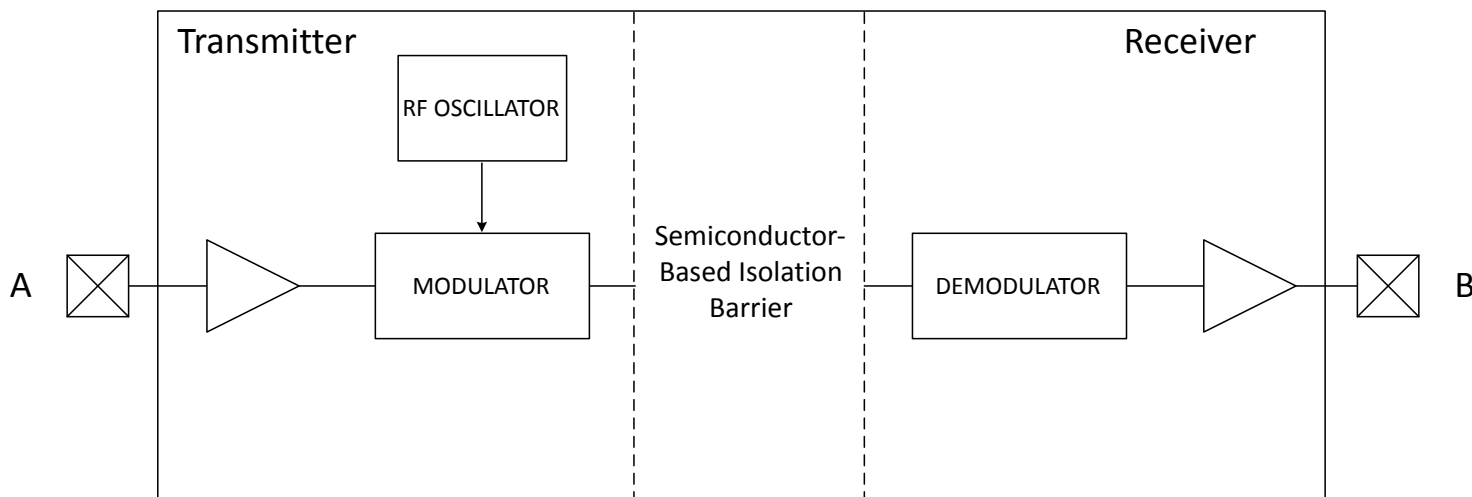 Transmitter
Receiver
RF OSCILLATOR
A
MODULATOR
Semiconductor-
Based Isolation
Barrier
DEMODULATOR
B